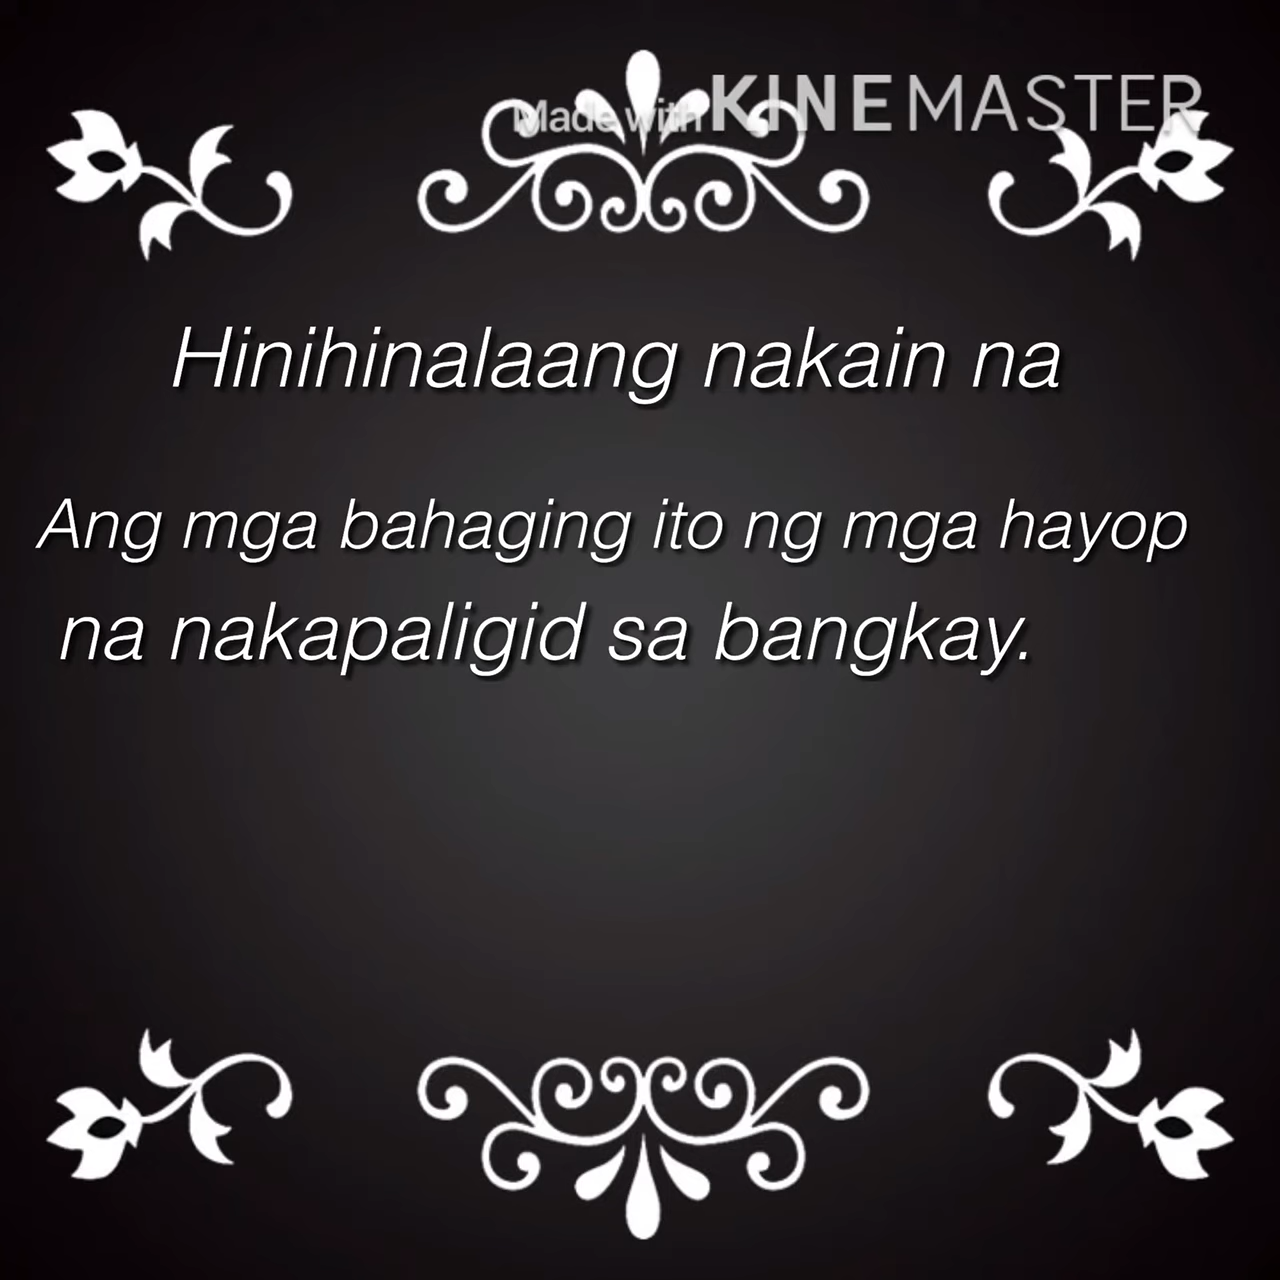 Made with KINEMASTER
Hinihinalaang nakain na
Ang mga bahaging ito ng mga hayop
na nakapaligid sa bangkay.